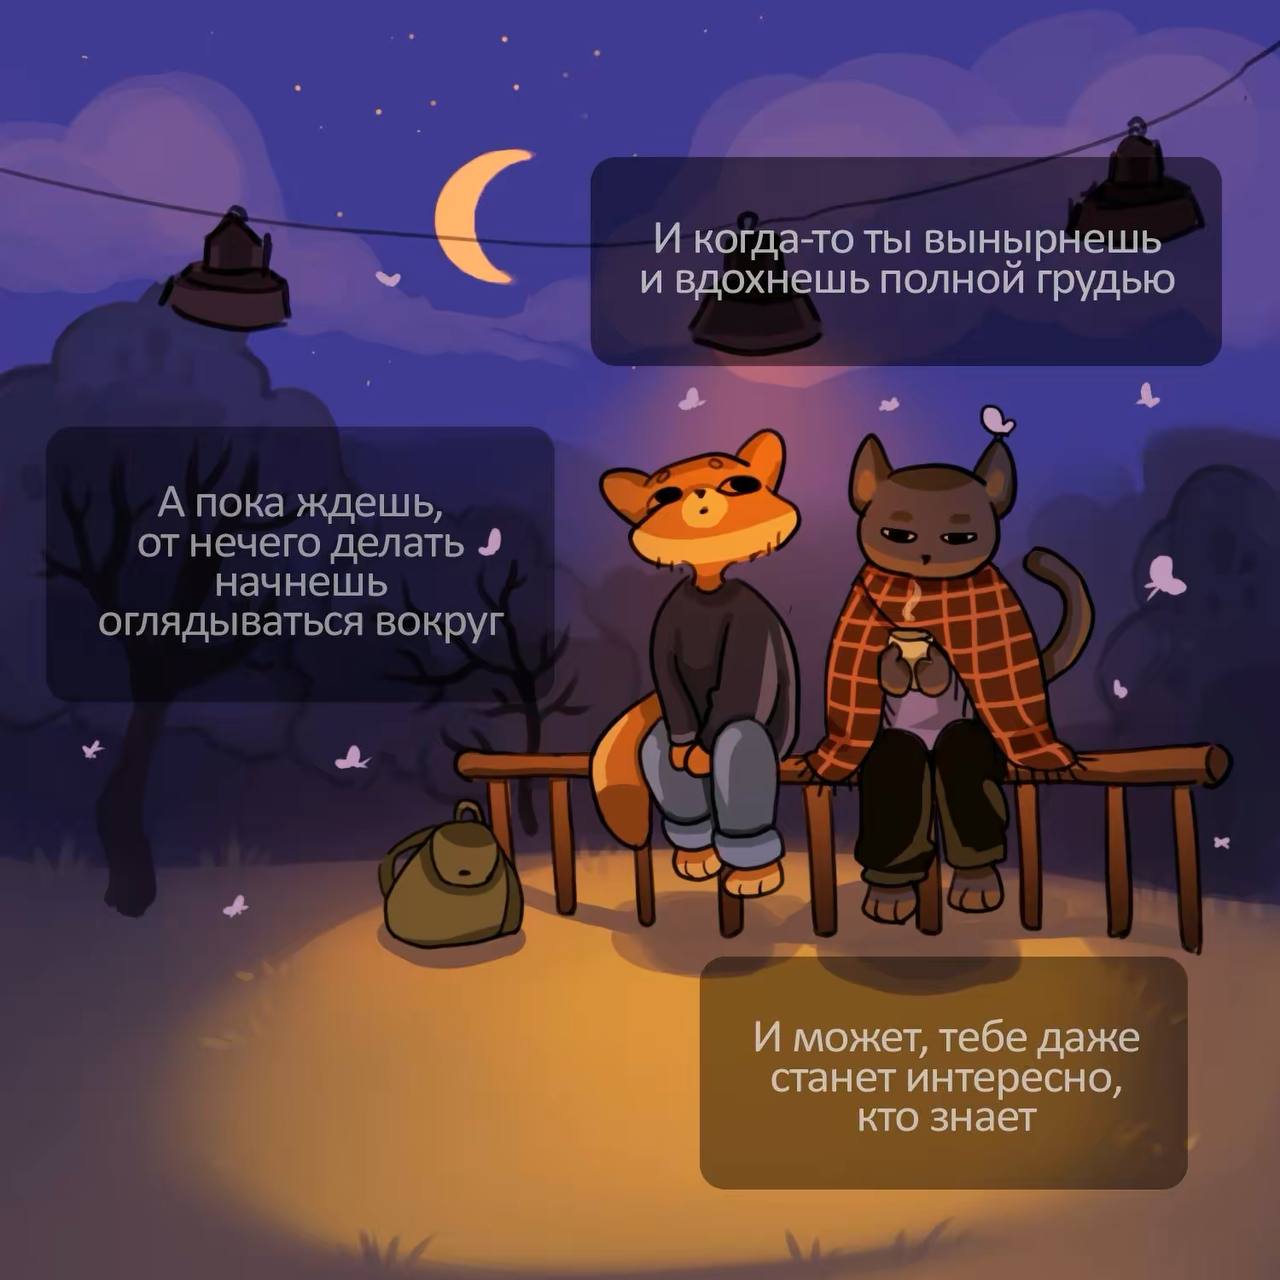 И когда-то ты вынырнешь
и вдохнешь полной грудью
А пока ждешь,
от нечего делать
начнешь
оглядываться вокруг
И может, тебе даже
станет интересно,
кто знает